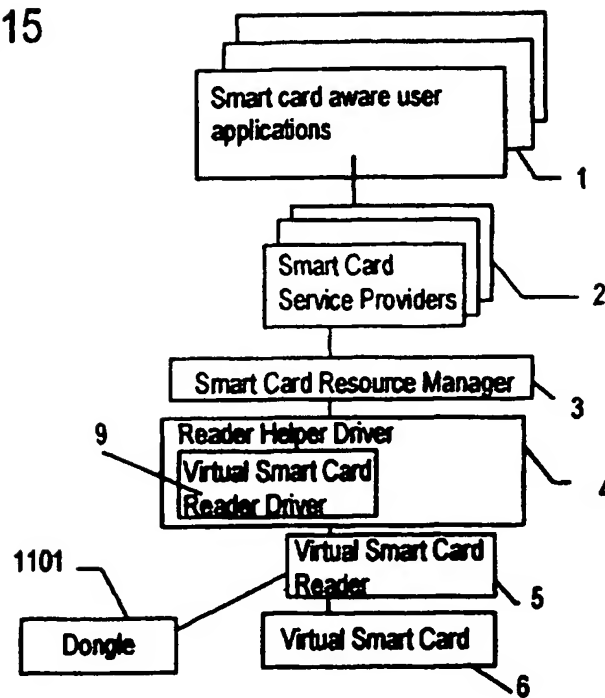 15
Smart card aware user
applications
1
Smart Card
Service Providers
2
Smart Card Resource Manager
3
Reader Helper Driver
9
Virtual Smart Card
Reader Driver
4
1101
Virtual Smart Card
Reader
5
Dongle
Virtual Smart Card
6